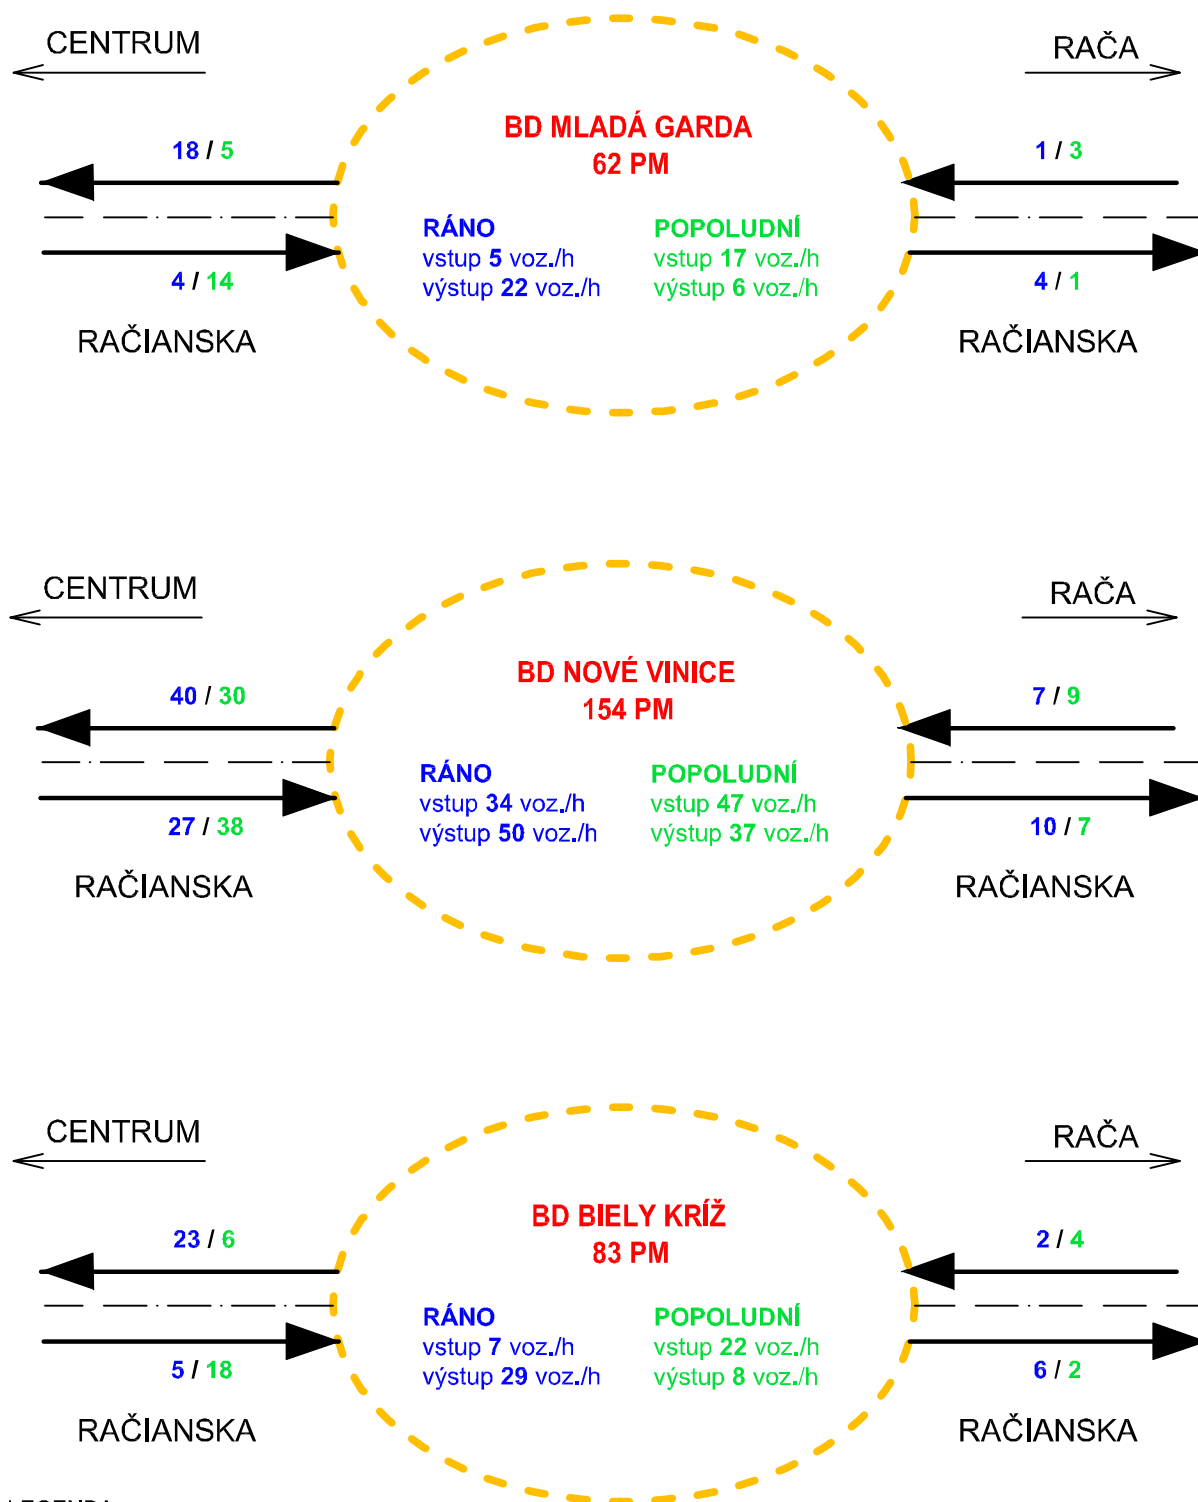 CENTRUM
RAČA
BD MLADÁ GARDA
62 PM
18 / 5
1 / 3
RÁNO
vstup 5 voz./h
výstup 22 voz./h
POPOLUDNÍ
vstup 17 voz./h
výstup 6 voz./h
4 / 14
4 / 1
RAČIANSKA
RAČIANSKA
CENTRUM
RAČA
BD NOVÉ VINICE
154 PM
40 / 30
7 / 9
RÁNO
vstup 34 voz./h
výstup 50 voz./h
POPOLUDNÍ
vstup 47 voz./h
výstup 37 voz./h
27 / 38
10 / 7
RAČIANSKA
RAČIANSKA
CENTRUM
RAČA
BD BIELY KRÍŽ
83 PM
23 / 6
2 / 4
RÁNO
vstup 7 voz./h
výstup 29 voz./h
POPOLUDNÍ
vstup 22 voz./h
výstup 8 voz./h
5 / 18
6 / 2
RAČIANSKA
RAČIANSKA